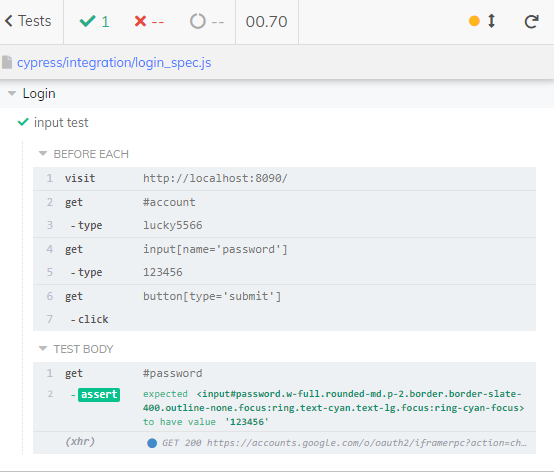 Tests 1 -- -- 00.70
cypress/integration/login_spec.js
Login
input test
BEFORE EACH
1 visit http://localhost:8090/
2 get #account
3 -type lucky5566
4 get input[name='password']
5 -type 123456
6 get button[type='submit']
7 -click
TEST BODY
1 get #password
2 -assert expected <input#password.w-full.rounded-md.p-2.border.border-slate-
400.outline-none.focus:ring.text-cyan.text-lg.focus:ring-cyan-focus>
to have value '123456'
(xhr) GET 200 https://accounts.google.com/o/oauth2/iframerpc?action=ch...